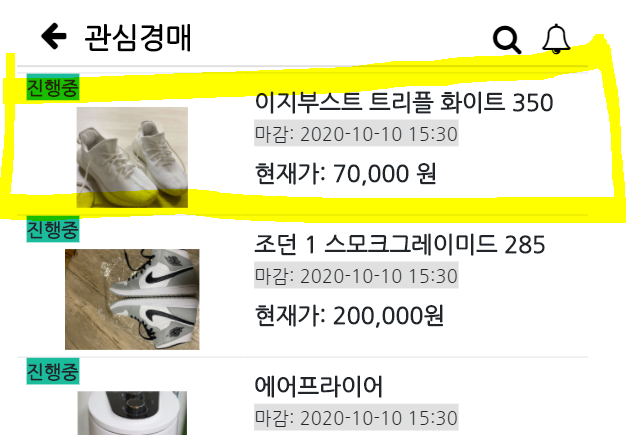 관심경매
진행중
이지부스트 트리플 화이트 350
마감: 2020-10-10 15:30
현재가: 70,000 원
진행중
조던 1 스모크그레이미드 285
마감: 2020-10-10 15:30
현재가: 200,000원
진행중
에어프라이어
마감: 2020-10-10 15:30